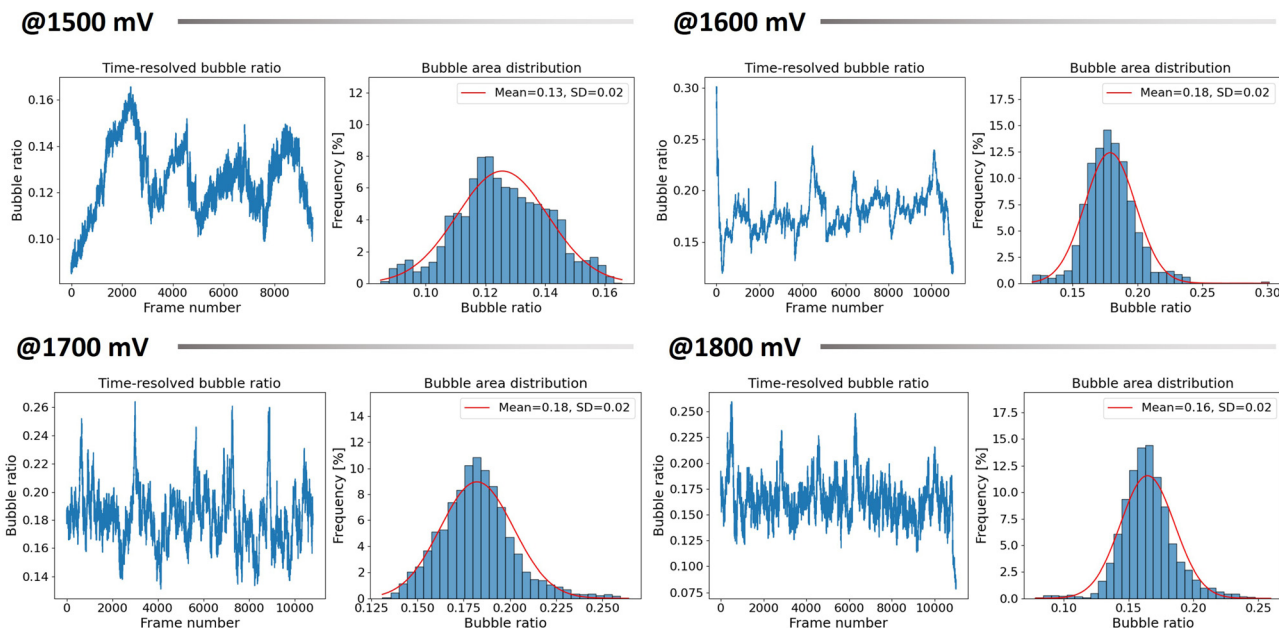 @1500 mV
Time-resolved bubble ratio
Bubble ratio
0.16
0.14
0.12
0.10
0 2000 4000 6000 8000
Frame number
Bubble area distribution
Frequency [%]
Mean=0.13, SD=0.02
12
10
8
6
4
2
0
0.10 0.12 0.14 0.16
Bubble ratio
@1600 mV
Time-resolved bubble ratio
Bubble ratio
0.30
0.25
0.20
0.15
0 2000 4000 6000 8000 10000
Frame number
Bubble area distribution
Frequency [%]
Mean=0.18, SD=0.02
17.5
15.0
12.5
10.0
7.5
5.0
2.5
0.0
0.15 0.20 0.25 0.30
Bubble ratio
@1700 mV
Time-resolved bubble ratio
Bubble ratio
0.26
0.24
0.22
0.20
0.18
0.16
0.14
0 2000 4000 6000 8000 10000
Frame number
Bubble area distribution
Frequency [%]
Mean=0.18, SD=0.02
14
12
10
8
6
4
2
0
0.125 0.150 0.175 0.200 0.225 0.250
Bubble ratio
@1800 mV
Time-resolved bubble ratio
Bubble ratio
0.250
0.225
0.200
0.175
0.150
0.125
0.100
0.075
0 2000 4000 6000 8000 10000
Frame number
Bubble area distribution
Frequency [%]
Mean=0.16, SD=0.02
17.5
15.0
12.5
10.0
7.5
5.0
2.5
0.0
0.10 0.15 0.20 0.25
Bubble ratio